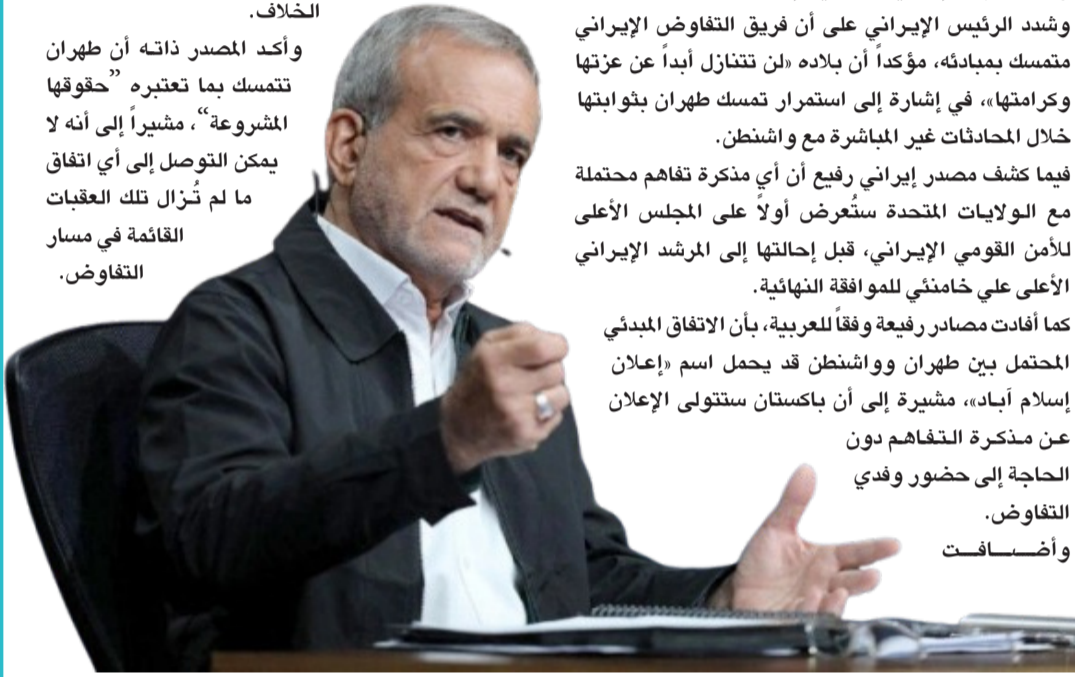 وشدد الرئيس الإيراني على أن فريق التفاوض الإيراني
متمسك بمبادئه، مؤكداً أن بلاده «لن تتنازل أبداً عن عزتها
وكرامتها»، في إشارة إلى استمرار تمسك طهران بثوابتها
خلال المحادثات غير المباشرة مع واشنطن.
فيما كشف مصدر إيراني رفيع أن أي مذكرة تفاهم محتملة
مع الولايات المتحدة ستُعرض أولاً على المجلس الأعلى
للأمن القومي الإيراني، قبل إحالتها إلى المرشد الإيراني
الأعلى علي خامنئي للموافقة النهائية.
كما أفادت مصادر رفيعة وفقاً للعربية، بأن الاتفاق المبدئي
المحتمل بين طهران وواشنطن قد يحمل اسم «إعلان
إسلام آباد»، مشيرة إلى أن باكستان ستتولى الإعلان
عن مذكرة التفاهم دون
الحاجة إلى حضور وفدي
التفاوض.
وأضـــافـــت
الخلاف.
وأكد المصدر ذاته أن طهران
تتمسك بما تعتبره ”حقوقها
المشروعة“، مشيراً إلى أنه لا
يمكن التوصل إلى أي اتفاق
ما لم تُزال تلك العقبات
القائمة في مسار
التفاوض.